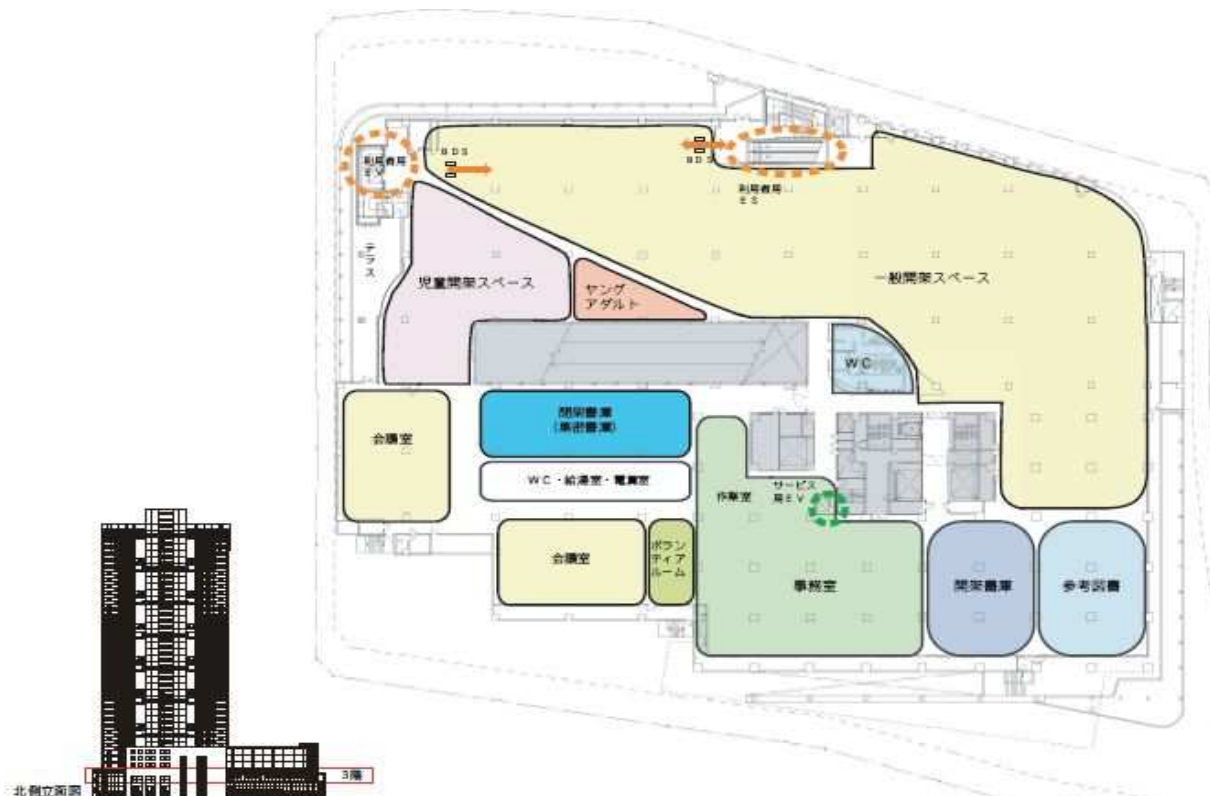 利用者用
EV
BDS
BDS
利用者用
ES
テラス
児童開架スペース
ヤング
アダルト
一般開架スペース
WC
会議室
閉架書庫
(集密書庫)
WC・給湯室・電算室
作業室
サービス
用EV
会議室
ボラン
ティア
ルーム
事務室
開架書庫
参考図書
3階
北側立面図